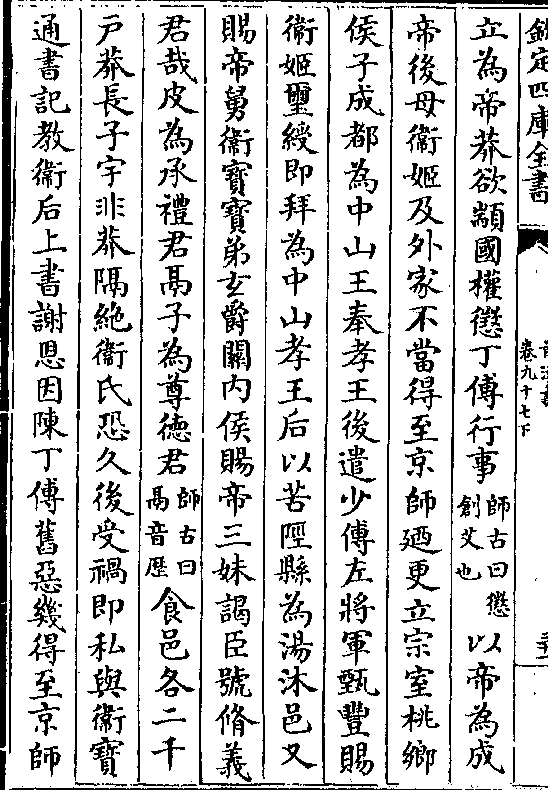 欽定四庫全書
前漢書
卷九十七下
立為帝莽欲顓國權懲丁傅行事師古曰懲創艾也以帝為成
帝後母衛姬及外家不當得至京師廼更立宗室桃鄉
侯子成都為中山王奉孝王後遣少傅左將軍甄豐賜
衛姬璽綬即拜為中山孝王后以苦陘縣為湯沐邑又
賜帝舅衛寶寶弟玄爵關内侯賜帝三妹謁臣號脩義
君哉皮為承禮君鬲子為尊德君師古曰鬲音歷食邑各二千
户莽長子宇非莽隔絶衛氏恐久後受禍即私與衛寶
通書記教衛后上書謝恩因陳丁傅舊惡幾得至京師